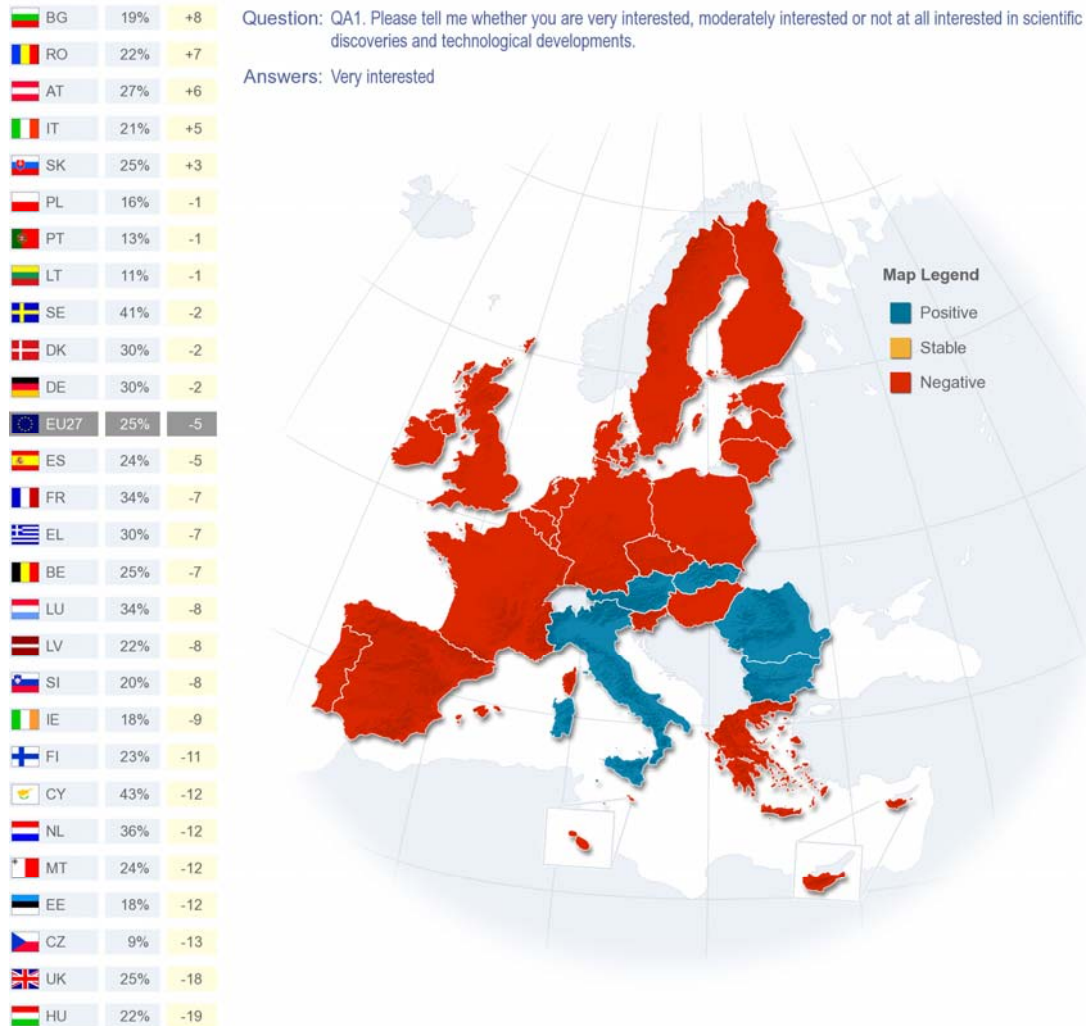 BG 19% +8
RO 22% +7
AT 27% +6
IT 21% +5
SK 25% +3
PL 16% -1
PT 13% -1
LT 11% -1
SE 41% -2
DK 30% -2
DE 30% -2
EU27 25% -5
ES 24% -5
FR 34% -7
EL 30% -7
BE 25% -7
LU 34% -8
LV 22% -8
SI 20% -8
IE 18% -9
FI 23% -11
CY 43% -12
NL 36% -12
MT 24% -12
EE 18% -12
CZ 9% -13
UK 25% -18
HU 22% -19
Question: QA1. Please tell me whether you are very interested, moderately interested or not at all interested in scientific
discoveries and technological developments.
Answers: Very interested
Map Legend
Positive
Stable
Negative